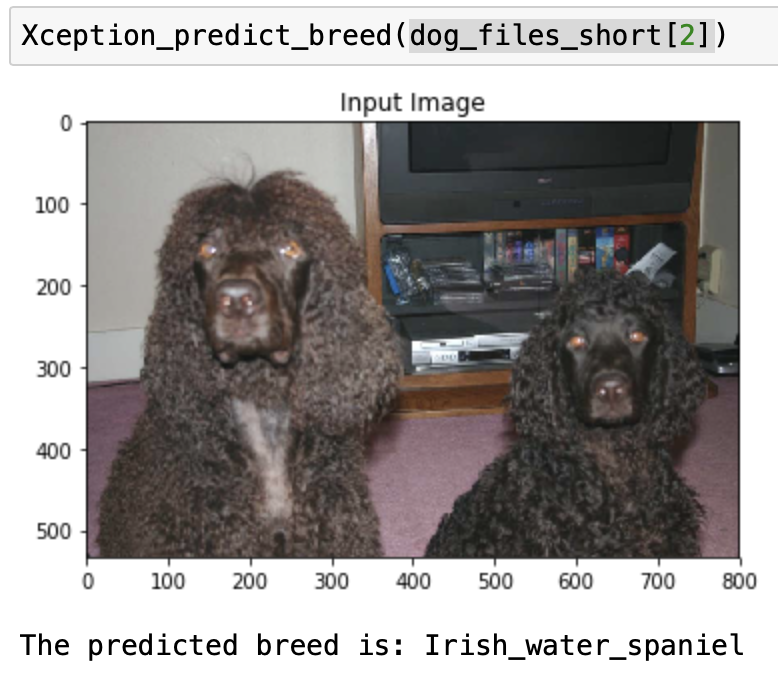 Xception_predict_breed(dog_files_short[2])
Input Image
0
100
200
300
400
500
0 100 200 300 400 500 600 700 800
The predicted breed is: Irish_water_spaniel